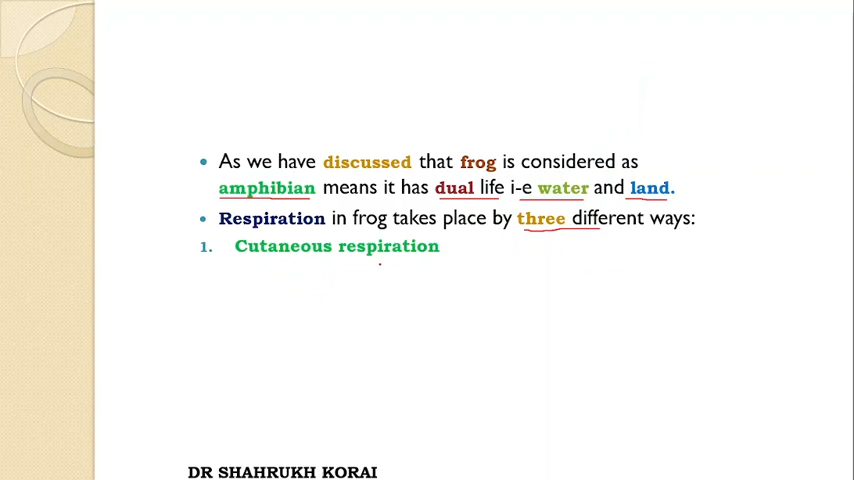 • As we have discussed that frog is considered as
amphibian means it has dual life i-e water and land.
• Respiration in frog takes place by three different ways:
1. Cutaneous respiration
DR SHAHRUKH KORAI